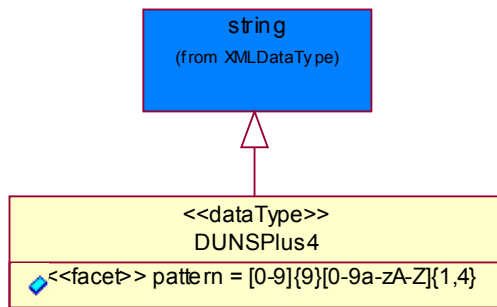 string
(from XMLDataType)
<<dataType>>
DUNSPlus4
<<facet>> pattern = [0-9]{9}[0-9a-zA-Z]{1,4}